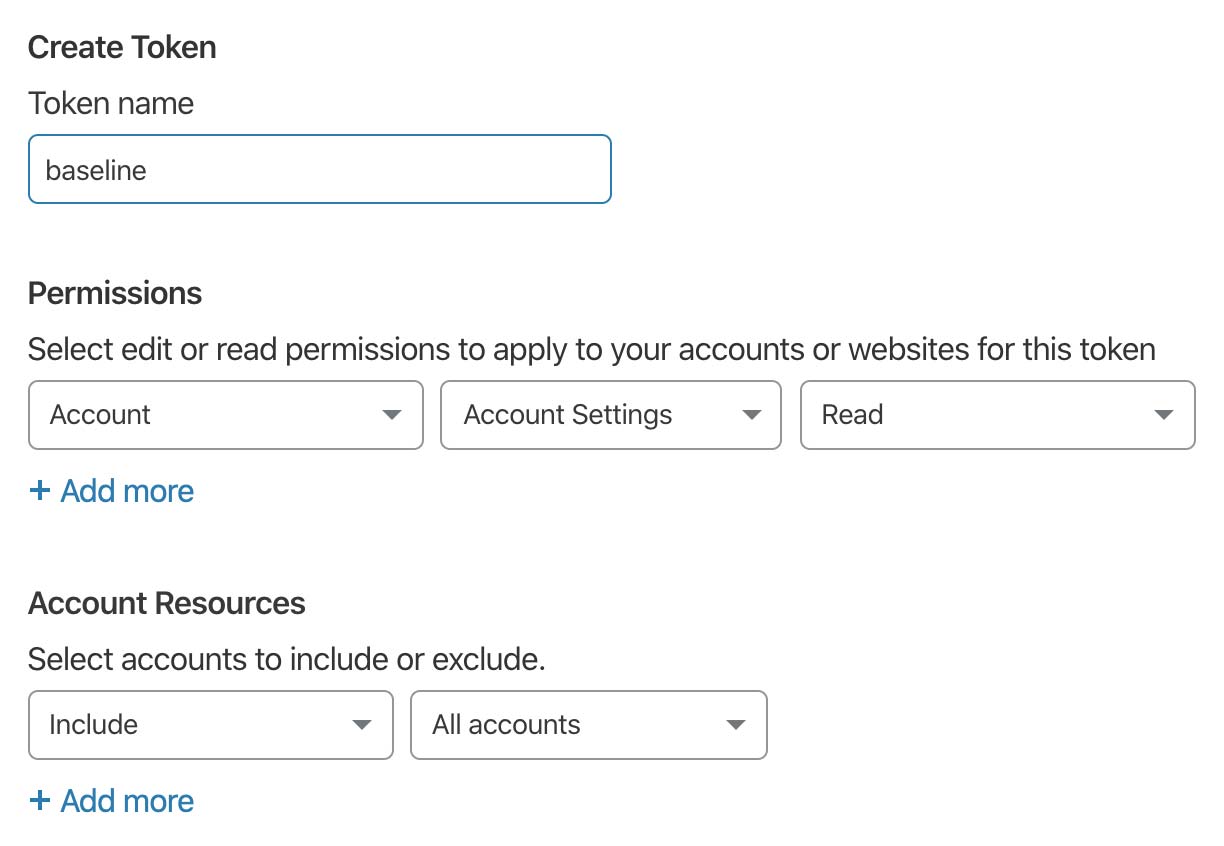 Create Token
Token name
baseline
Permissions
Select edit or read permissions to apply to your accounts or websites for this token
Account Account Settings Read
+ Add more
Account Resources
Select accounts to include or exclude.
Include All accounts
+ Add more